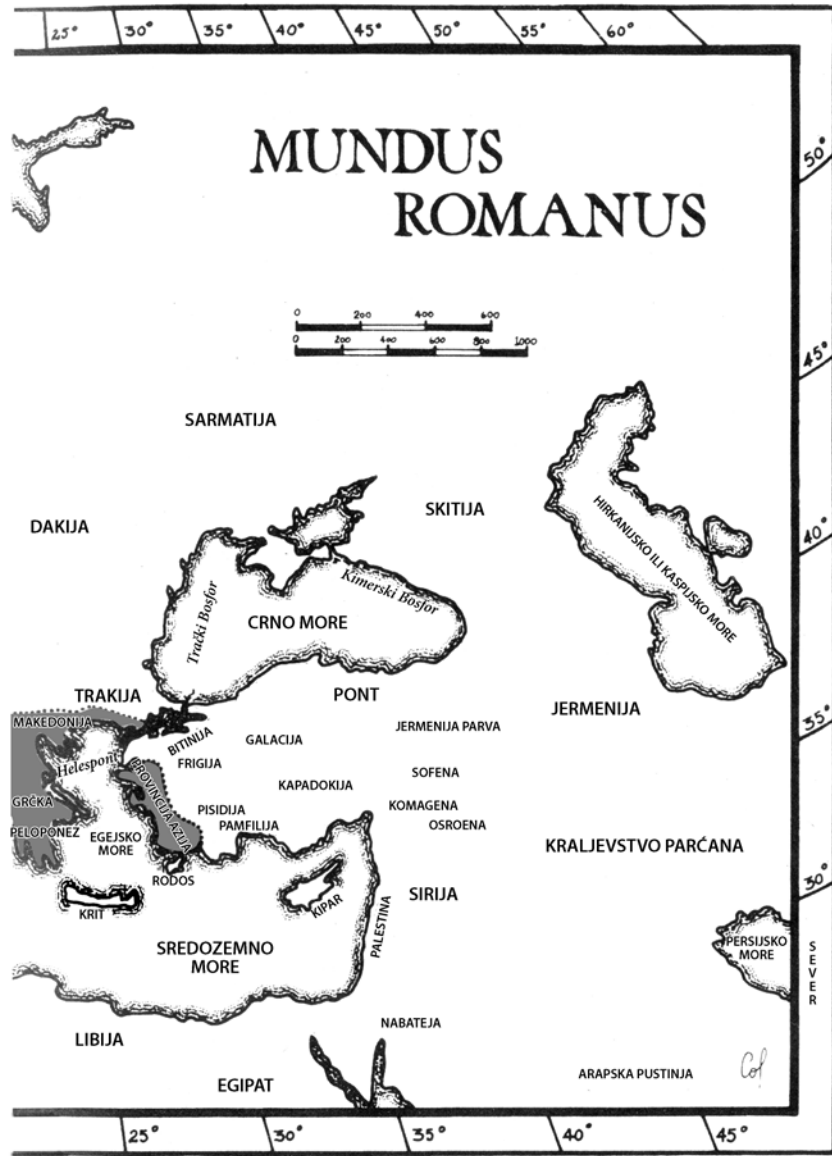 25° 30° 35° 40° 45° 50° 55° 60°
MUNDUS
ROMANUS
50°
0 200 400 600
0 200 400 600 800 1000
45°
SARMATIJA
SKITIJA
DAKIJA
HIRKANIJSKO ILI KASPIJSKO MORE
40°
Kimerski Bosfor
Trački Bosfor
CRNO MORE
TRAKIJA
PONT
JERMENIJA
MAKEDONIJA
35°
JERMENIJA PARVA
BITINIJA
GALACIJA
Helespont
FRIGIJA
SOFENA
PROVINCIJA AZIJA
KAPADOKIJA
GRČKA
KOMAGENA
PISIDIJA
PAMFILIJA
OSROENA
PELOPONEZ
EGEJSKO
MORE
KRALJEVSTVO PARĆANA
RODOS
30°
SIRIJA
KRIT
KIPAR
PALESTINA
SREDOZEMNO
MORE
PERSIJSKO
MORE
SEVER
NABATEJA
LIBIJA
ARAPSKA PUSTINJA
EGIPAT
Col
25° 30° 35° 40° 45°